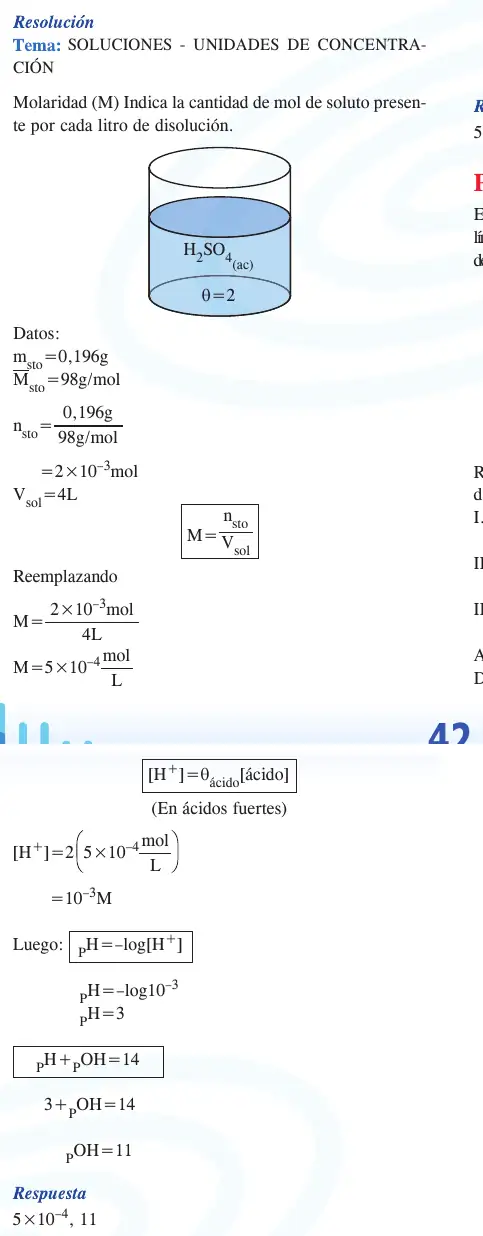 Resolución
Tema: SOLUCIONES - UNIDADES DE CONCENTRA-
CIÓN
Molaridad (M) Indica la cantidad de mol de soluto presen-
te por cada litro de disolución.
H2SO4(ac)
θ=2
Datos:
msto=0,196g
M̅sto=98g/mol
nsto=0,196g/98g/mol
=2×10⁻³mol
Vsol=4L
M=nsto/Vsol
Reemplazando
M=2×10⁻³mol/4L
M=5×10⁻⁴mol/L
42
[H⁺]=θácido[ácido]
(En ácidos fuertes)
[H⁺]=2(5×10⁻⁴mol/L)
=10⁻³M
Luego: PH=–log[H⁺]
PH=–log10⁻³
PH=3
PH+POH=14
3+POH=14
POH=11
Respuesta
5×10⁻⁴, 11